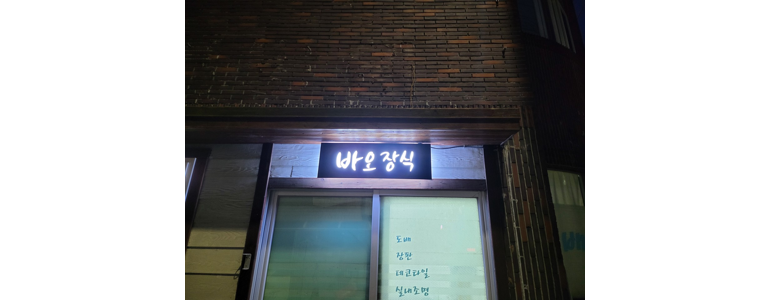 바오장식
도배
장판
데코타일
실내조명